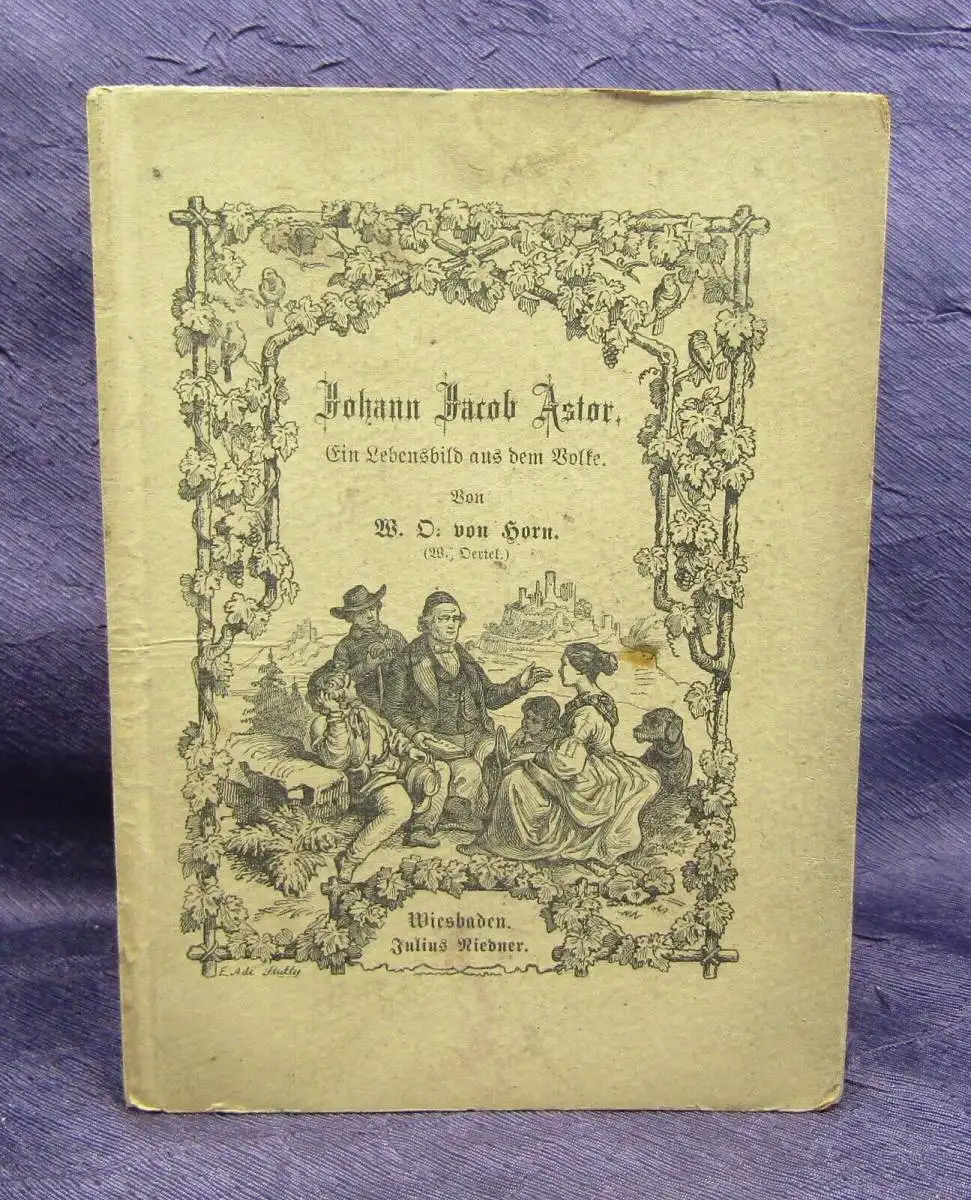 Johann Jacob Astor.
Ein Lebensbild aus dem Volke.
Von
W. O. von Horn.
(W. Oertel.)
Wiesbaden.
Julius Niedner.